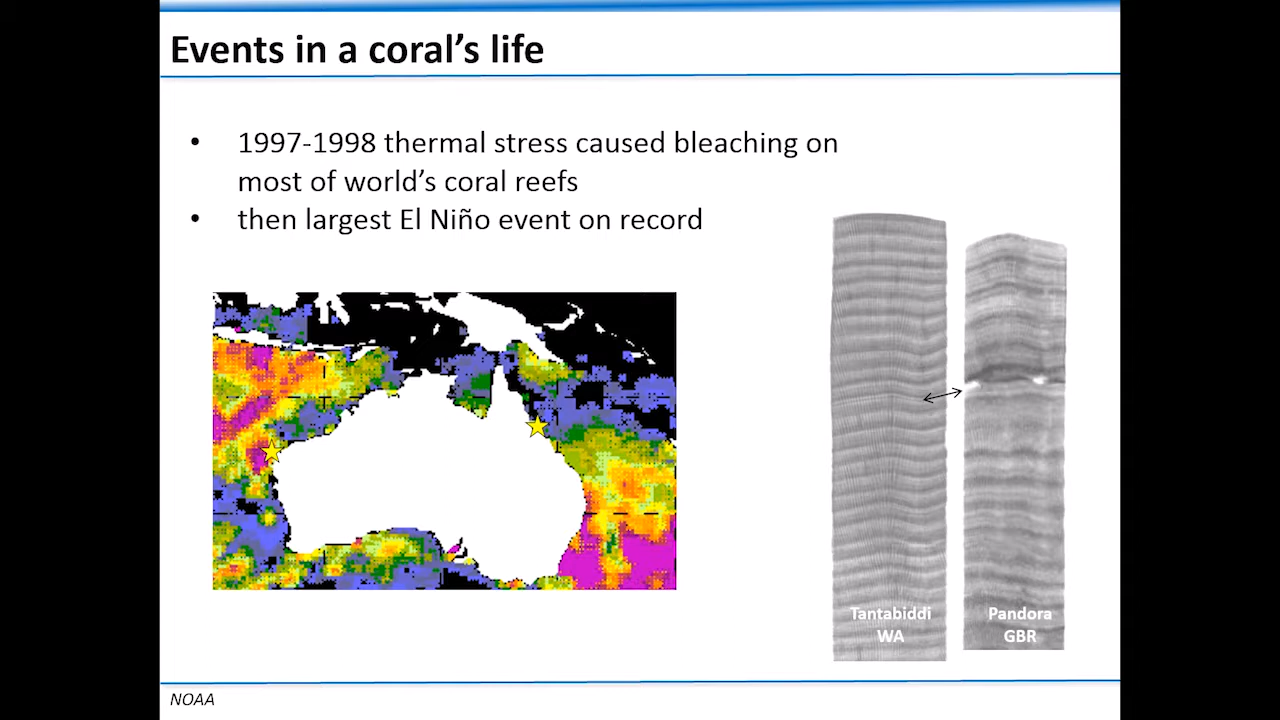 Events in a coral's life
• 1997-1998 thermal stress caused bleaching on
most of world's coral reefs
• then largest El Niño event on record
Tantabiddi
WA
Pandora
GBR
NOAA